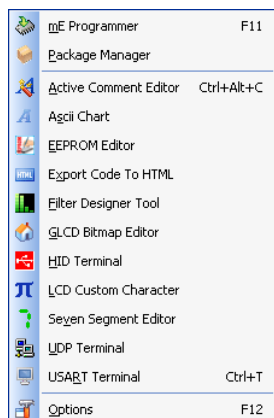 mE Programmer F11
Package Manager
Active Comment Editor Ctrl+Alt+C
Ascii Chart
EEPROM Editor
Export Code To HTML
Filter Designer Tool
GLCD Bitmap Editor
HID Terminal
LCD Custom Character
Seven Segment Editor
UDP Terminal
USART Terminal Ctrl+T
Options F12